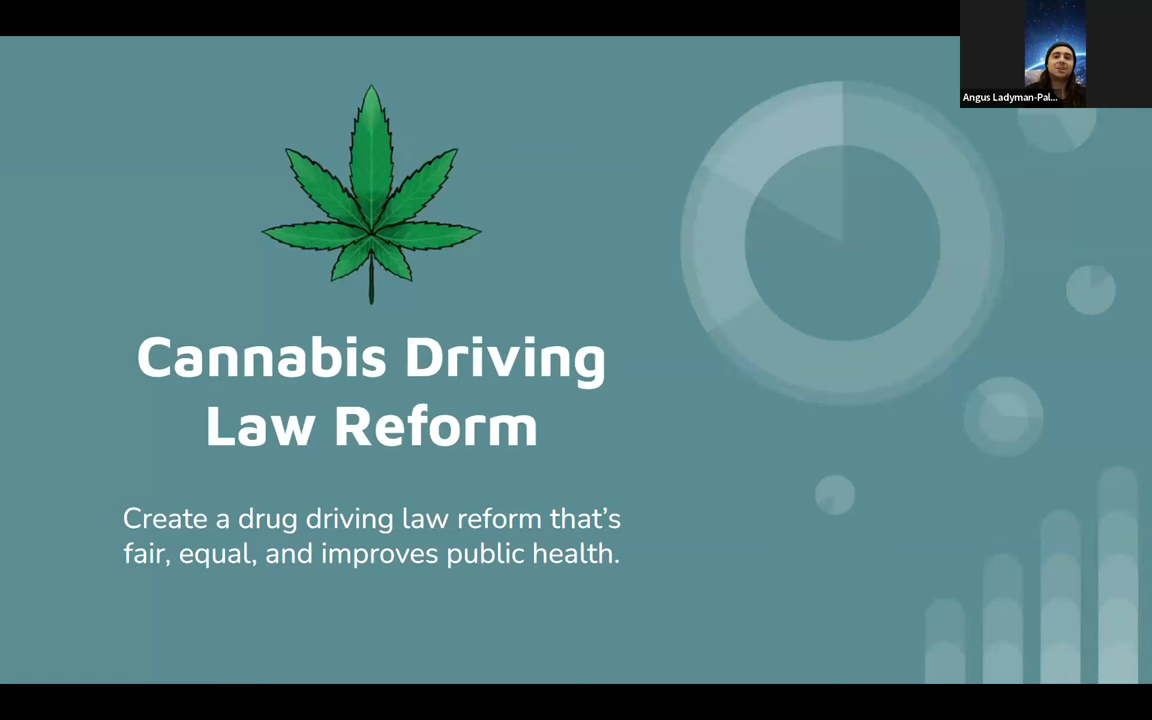 Angus Ladyman-Pal...
Cannabis Driving
Law Reform
Create a drug driving law reform that’s
fair, equal, and improves public health.